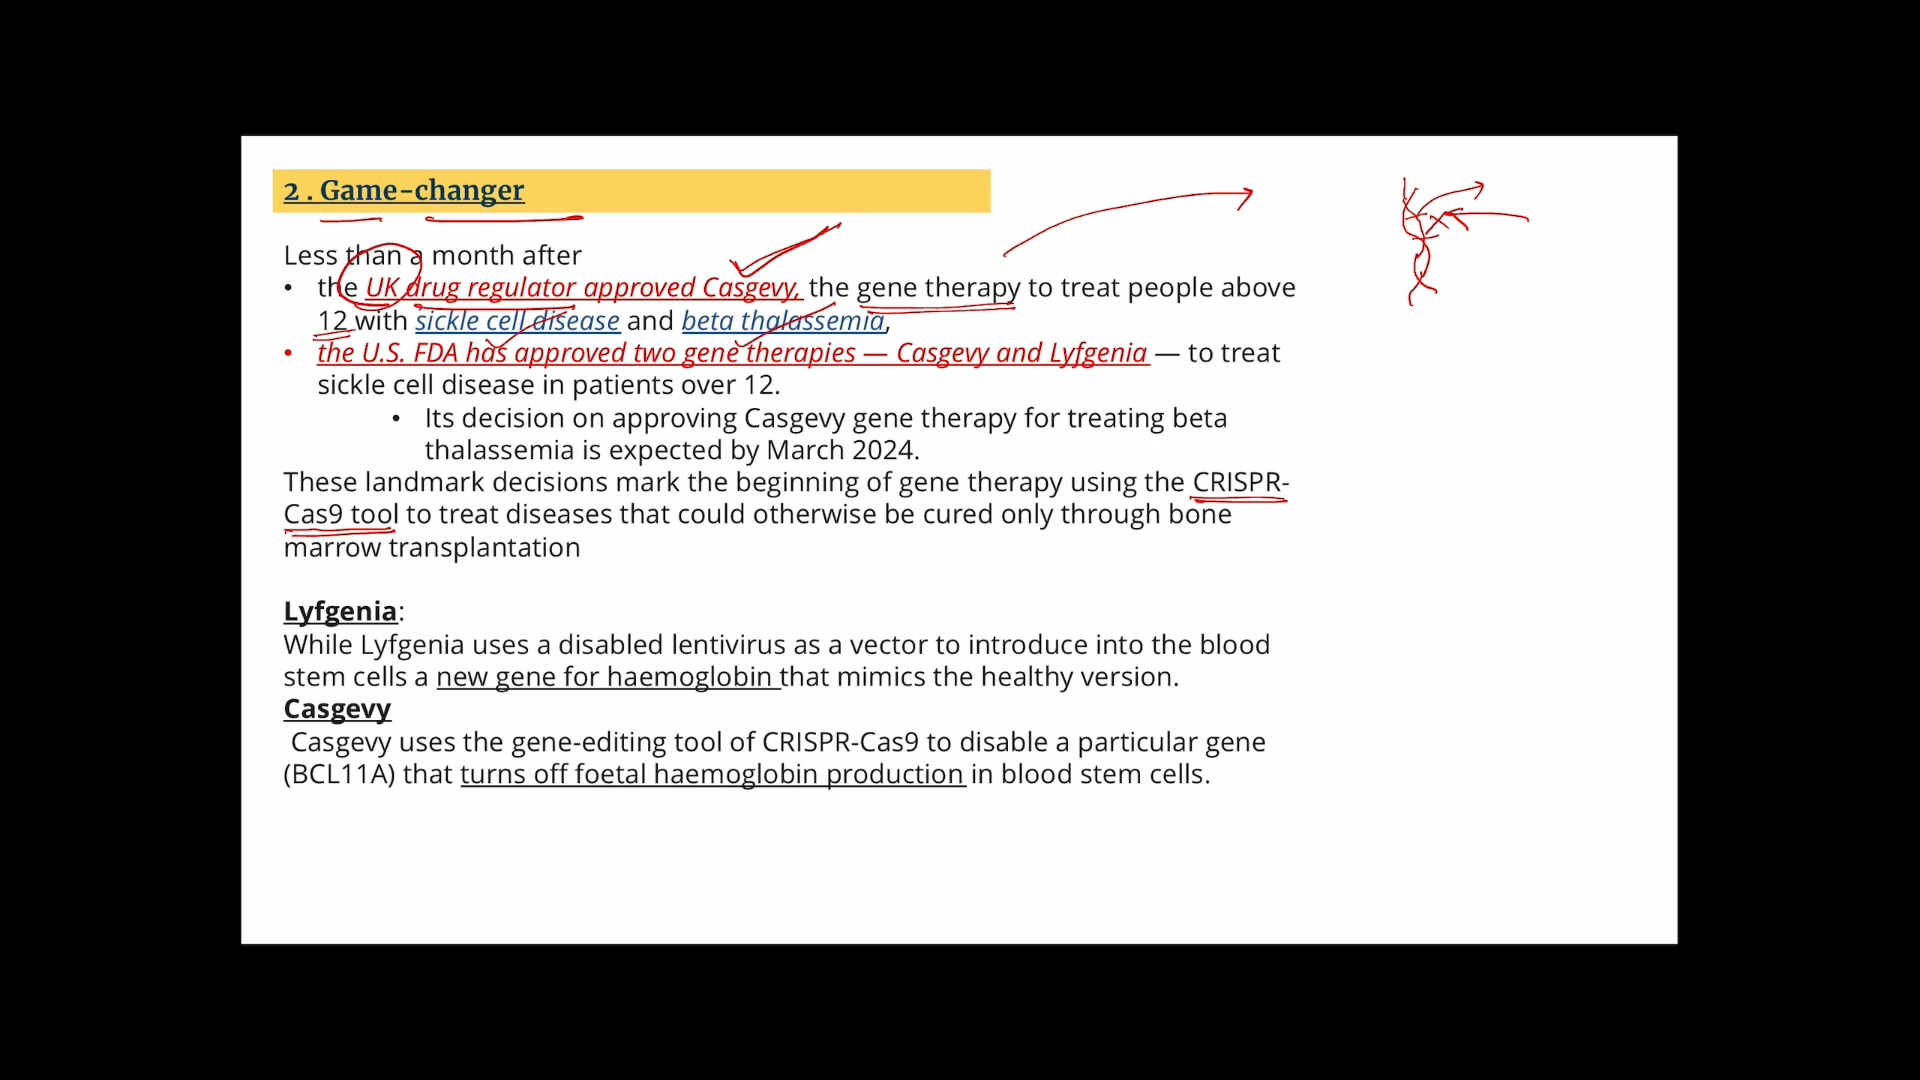 2 . Game-changer
Less than a month after
• the UK drug regulator approved Casgevy, the gene therapy to treat people above
12 with sickle cell disease and beta thalassemia,
• the U.S. FDA has approved two gene therapies — Casgevy and Lyfgenia — to treat
sickle cell disease in patients over 12.
• Its decision on approving Casgevy gene therapy for treating beta
thalassemia is expected by March 2024.
These landmark decisions mark the beginning of gene therapy using the CRISPR-
Cas9 tool to treat diseases that could otherwise be cured only through bone
marrow transplantation
Lyfgenia:
While Lyfgenia uses a disabled lentivirus as a vector to introduce into the blood
stem cells a new gene for haemoglobin that mimics the healthy version.
Casgevy
Casgevy uses the gene-editing tool of CRISPR-Cas9 to disable a particular gene
(BCL11A) that turns off foetal haemoglobin production in blood stem cells.